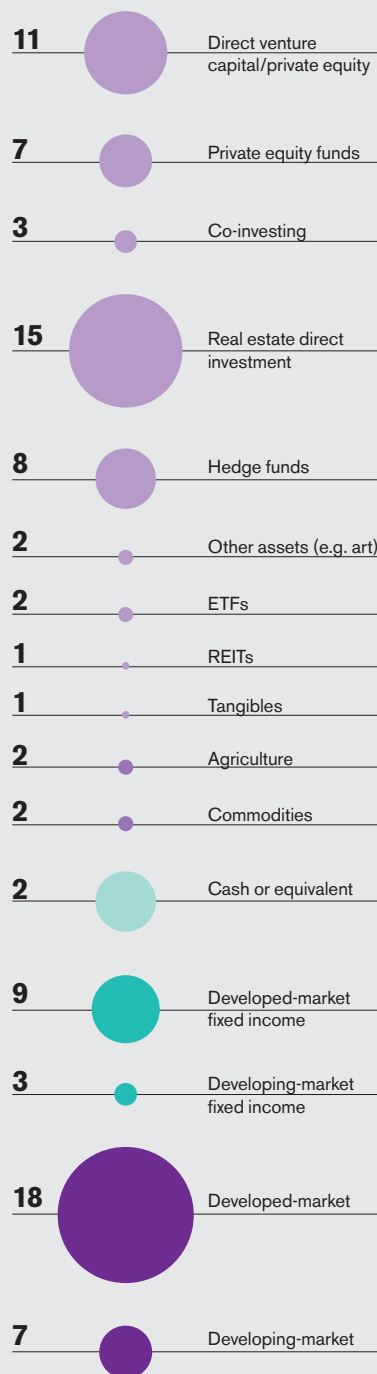 11
Direct venture
capital/private equity
7
Private equity funds
3
Co-investing
15
Real estate direct
investment
8
Hedge funds
2
Other assets (e.g. art)
2
ETFs
1
REITs
1
Tangibles
2
Agriculture
2
Commodities
2
Cash or equivalent
9
Developed-market
fixed income
3
Developing-market
fixed income
18
Developed-market
7
Developing-market